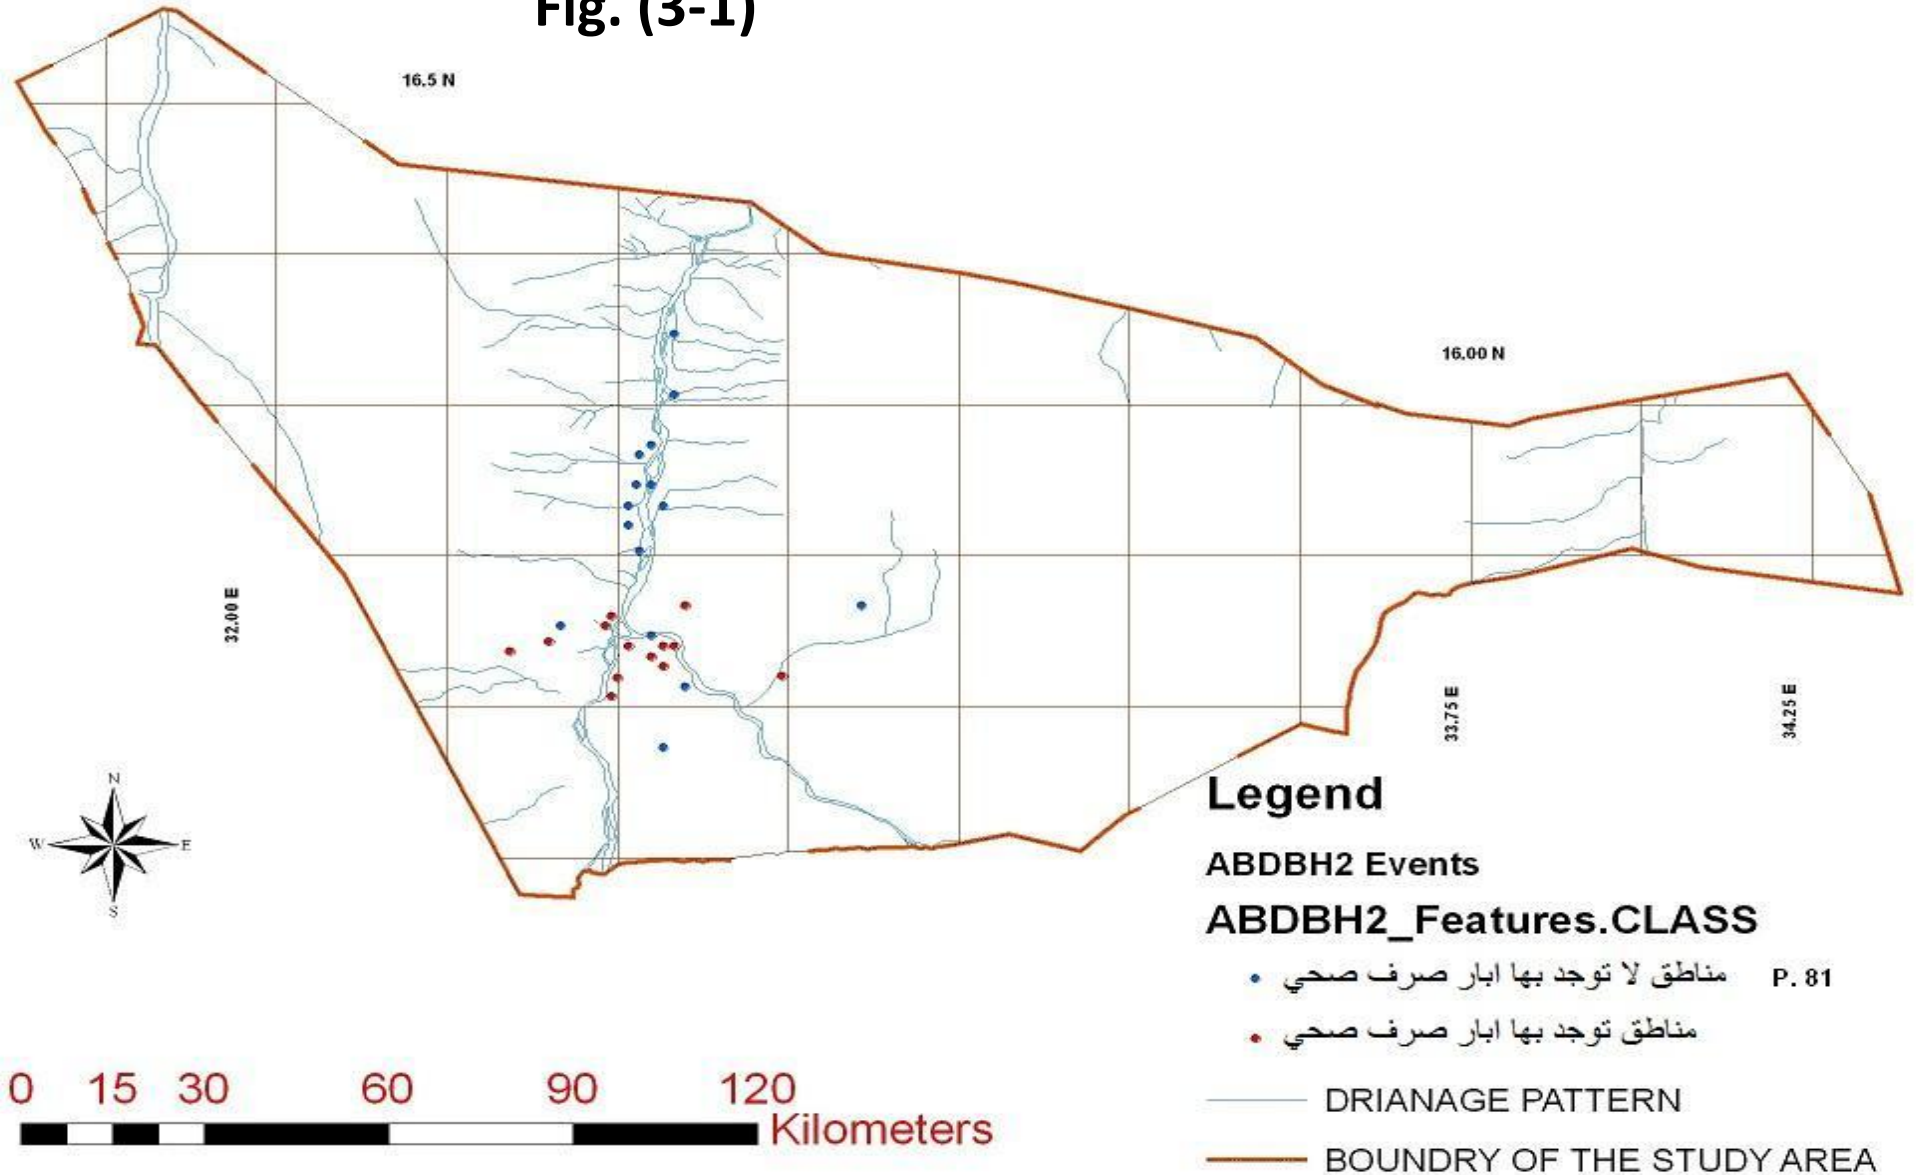 Fig. (3-1)
16.5 N
16.00 N
32.00 E
33.75 E
34.25 E
N
W E
S
Legend
ABDBH2 Events
ABDBH2_Features.CLASS
مناطق لا توجد بها ابار صرف صحي P. 81
مناطق توجد بها ابار صرف صحي
DRIANAGE PATTERN
BOUNDRY OF THE STUDY AREA
0 15 30 60 90 120
Kilometers